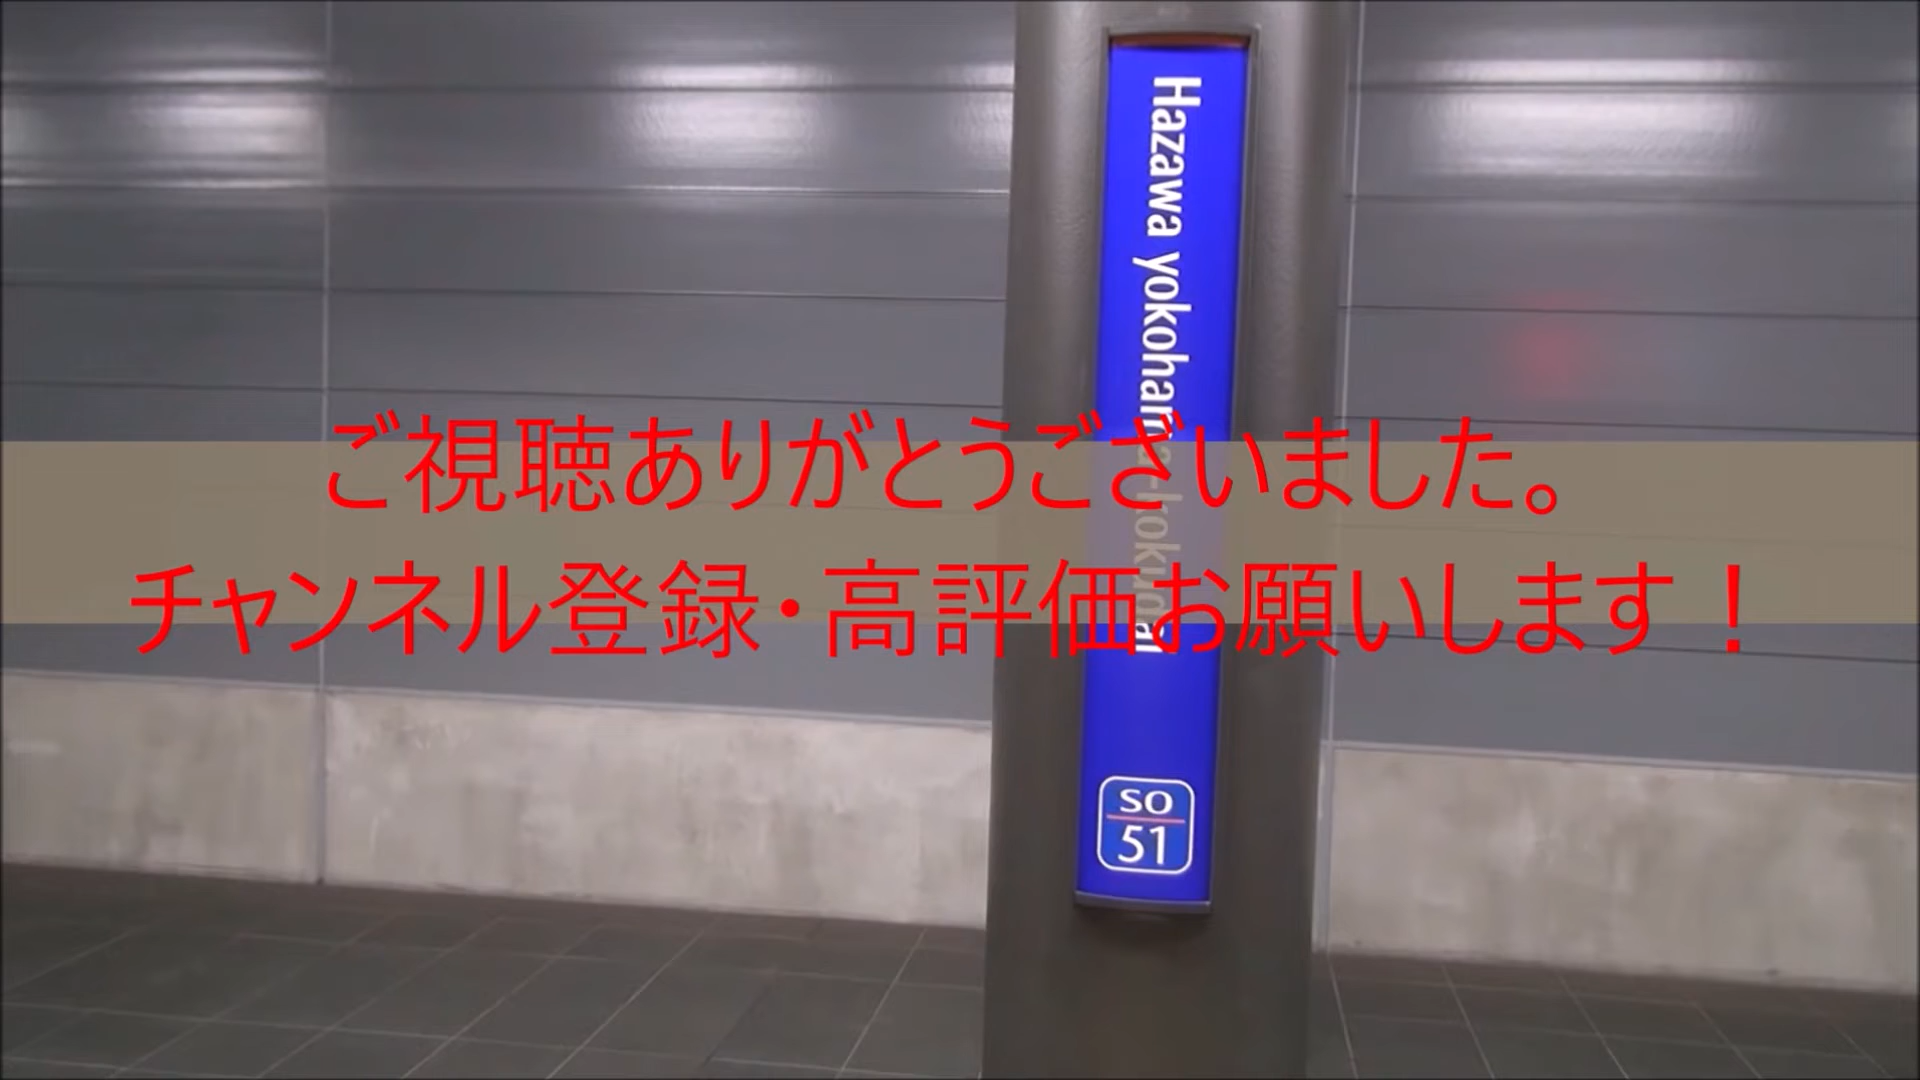 Hazawa yokohama-kokudai
ご視聴ありがとうございました。
チャンネル登録・高評価お願いします！
SO
51